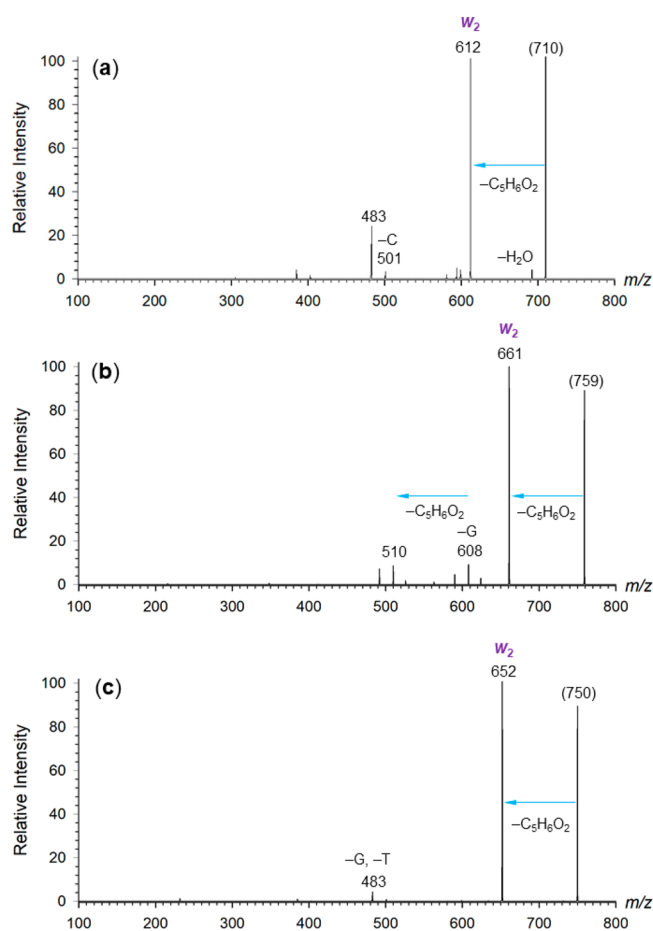 (a)
Relative Intensity
100
80
60
40
20
0
W₂
612
(710)
–C₅H₆O₂
483
–C
501
–H₂O
100 200 300 400 500 600 700 800
m/z
(b)
Relative Intensity
100
80
60
40
20
0
W₂
661
(759)
–C₅H₆O₂
–C₅H₆O₂
–G
510
608
100 200 300 400 500 600 700 800
m/z
(c)
Relative Intensity
100
80
60
40
20
0
W₂
652
(750)
–C₅H₆O₂
–G, –T
483
100 200 300 400 500 600 700 800
m/z